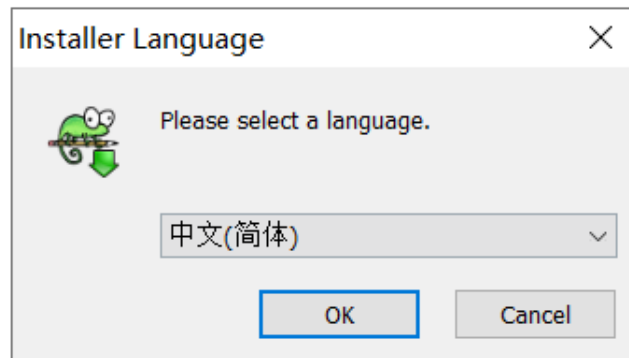 Installer Language
Please select a language.
中文(简体)
OK
Cancel